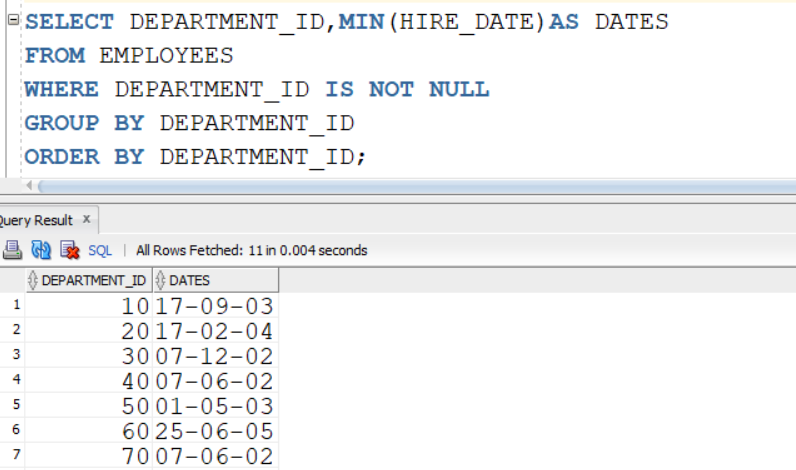 SELECT DEPARTMENT_ID,MIN(HIRE_DATE)AS DATES
FROM EMPLOYEES
WHERE DEPARTMENT_ID IS NOT NULL
GROUP BY DEPARTMENT_ID
ORDER BY DEPARTMENT_ID;
Query Result x
SQL | All Rows Fetched: 11 in 0.004 seconds
DEPARTMENT_ID DATES
1 10 17-09-03
2 20 17-02-04
3 30 07-12-02
4 40 07-06-02
5 50 01-05-03
6 60 25-06-05
7 70 07-06-02